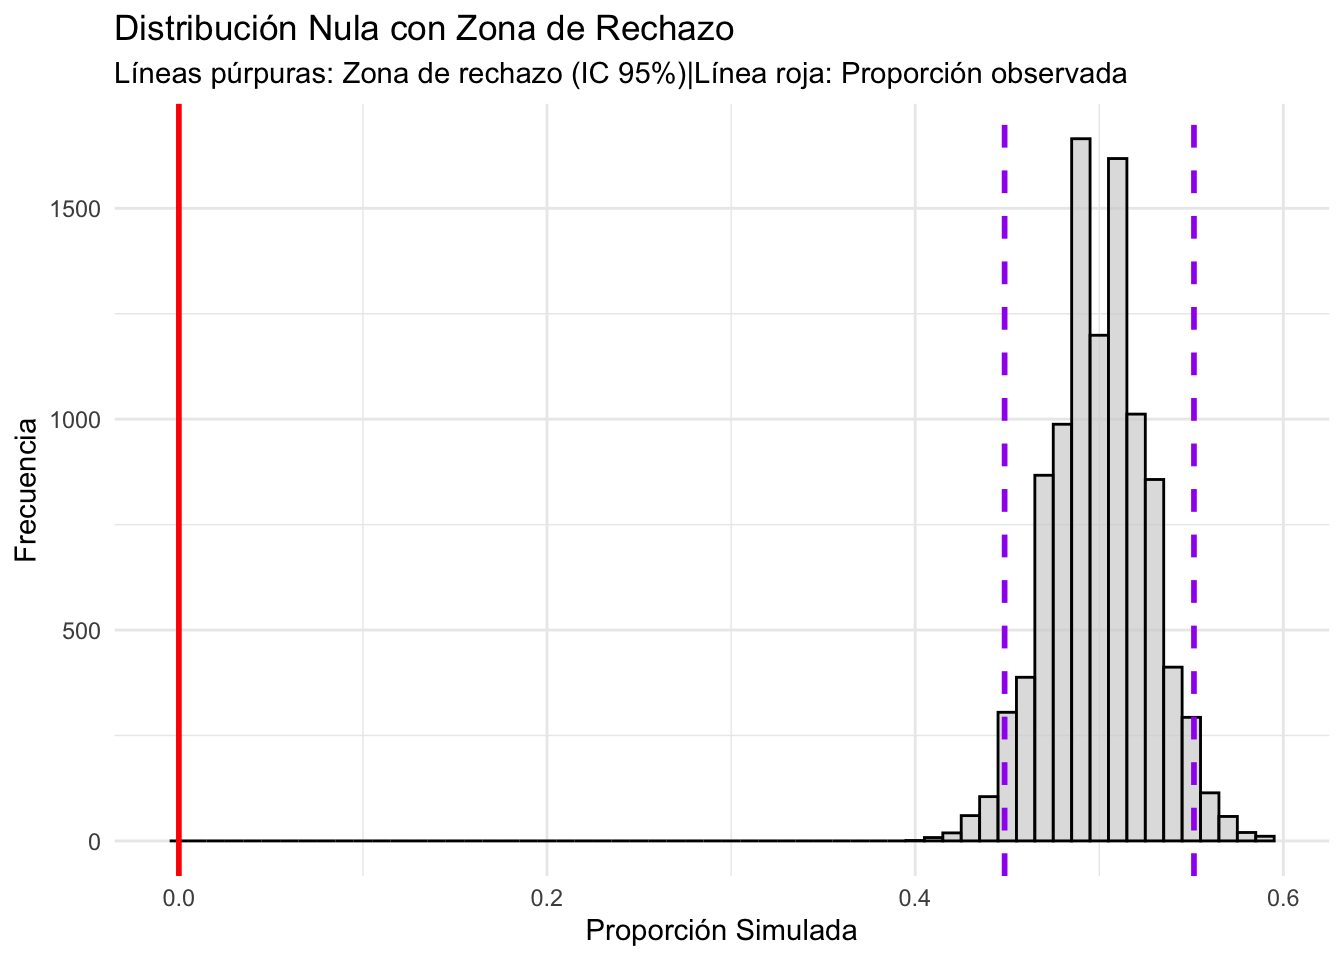 Distribución Nula con Zona de Rechazo
Líneas púrpuras: Zona de rechazo (IC 95%)|Línea roja: Proporción observada
1500
1000
500
0
Frecuencia
0.0 0.2 0.4 0.6
Proporción Simulada